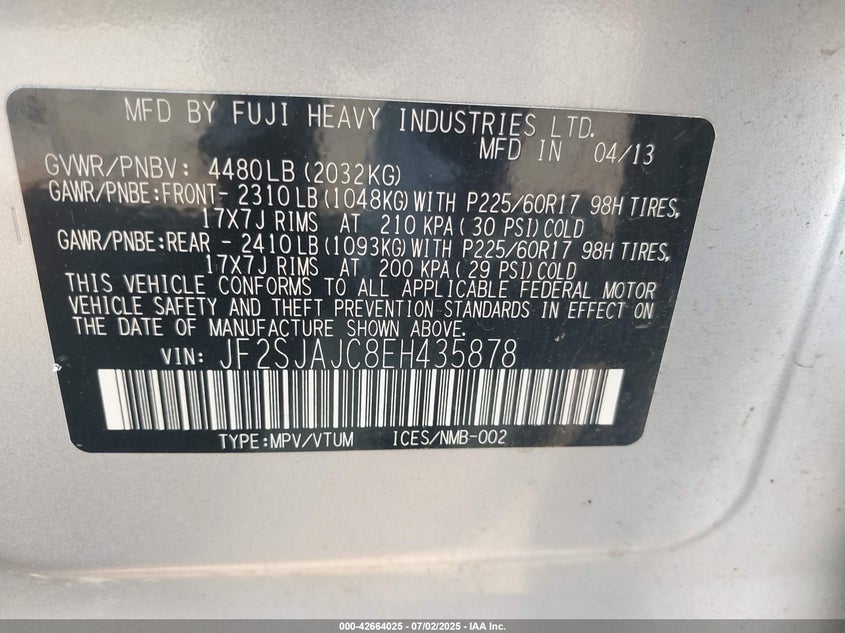 MFD BY FUJI HEAVY INDUSTRIES LTD.
MFD IN 04/13
GVWR/PNBV: 4480LB(2032KG)
GAWR/PNBE:FRONT- 2310LB(1048KG)WITH P225/60R17 98H TIRES,
17X7J RIMS AT 210 KPA(30 PSI)COLD
GAWR/PNBE:REAR - 2410LB(1093KG)WITH P225/60R17 98H TIRES,
17X7J RIMS AT 200 KPA(29 PSI)COLD
THIS VEHICLE CONFORMS TO ALL APPLICABLE FEDERAL MOTOR
VEHICLE SAFETY AND THEFT PREVENTION STANDARDS IN EFFECT ON
THE DATE OF MANUFACTURE SHOWN ABOVE.
VIN: JF2SJAJC8EH435878
TYPE:MPV/VTUM ICES/NMB-002
000-42664025 - 07/02/2025 - IAA Inc.